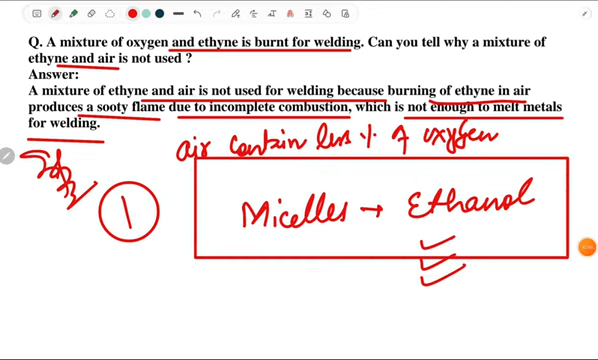 Q. A mixture of oxygen and ethyne is burnt for welding. Can you tell why a mixture of
ethyne and air is not used ?
Answer:
A mixture of ethyne and air is not used for welding because burning of ethyne in air
produces a sooty flame due to incomplete combustion, which is not enough to melt metals
for welding.
air contain less % of oxygen
1
Micelles → Ethanol